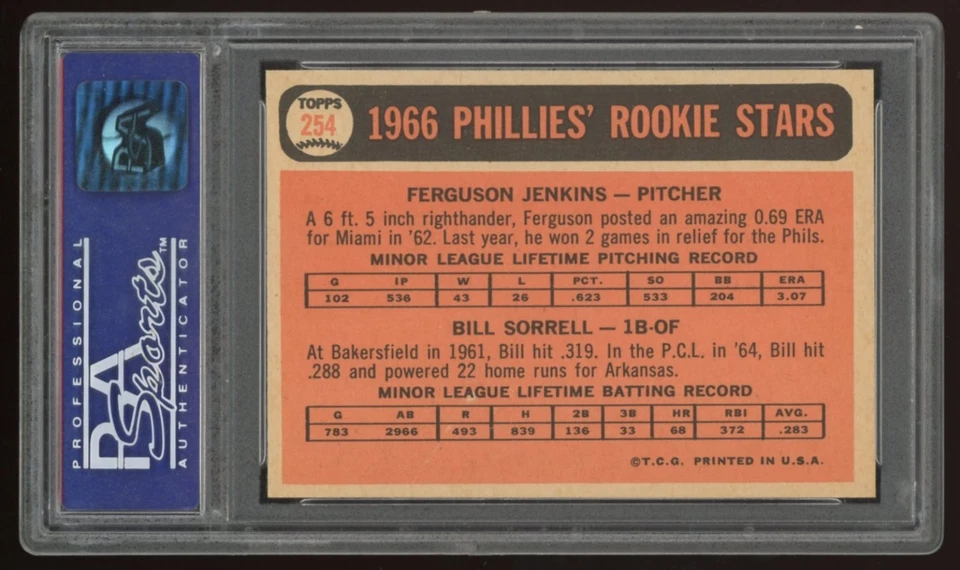 PSA
PROFESSIONAL
PSA Sports™
AUTHENTICATOR
TOPPS
254
1966 PHILLIES' ROOKIE STARS
FERGUSON JENKINS — PITCHER
A 6 ft. 5 inch righthander, Ferguson posted an amazing 0.69 ERA
for Miami in '62. Last year, he won 2 games in relief for the Phils.
MINOR LEAGUE LIFETIME PITCHING RECORD
G IP W L PCT. SO BB ERA
102 536 43 26 .623 533 204 3.07
BILL SORRELL — 1B-OF
At Bakersfield in 1961, Bill hit .319. In the P.C.L. in '64, Bill hit
.288 and powered 22 home runs for Arkansas.
MINOR LEAGUE LIFETIME BATTING RECORD
G AB R H 2B 3B HR RBI AVG.
783 2966 493 839 136 33 68 372 .283
©T.C.G. PRINTED IN U.S.A.